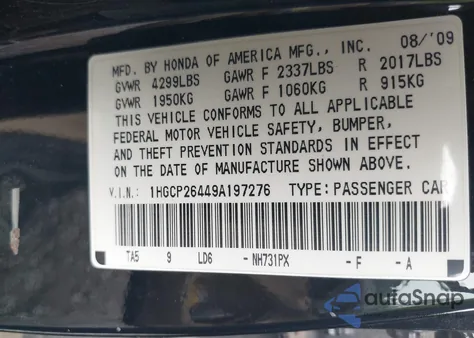 MFD. BY HONDA OF AMERICA MFG., INC. 08/'09
GVWR 4299LBS GAWR F 2337LBS R 2017LBS
GVWR 1950KG GAWR F 1060KG R 915KG
THIS VEHICLE CONFORMS TO ALL APPLICABLE
FEDERAL MOTOR VEHICLE SAFETY, BUMPER,
AND THEFT PREVENTION STANDARDS IN EFFECT
ON THE DATE OF MANUFACTURE SHOWN ABOVE.
V.I.N.: 1HGCP26449A197276 TYPE:PASSENGER CAR
TA5 9 LD6 -NH731PX -F -A
autoSnap